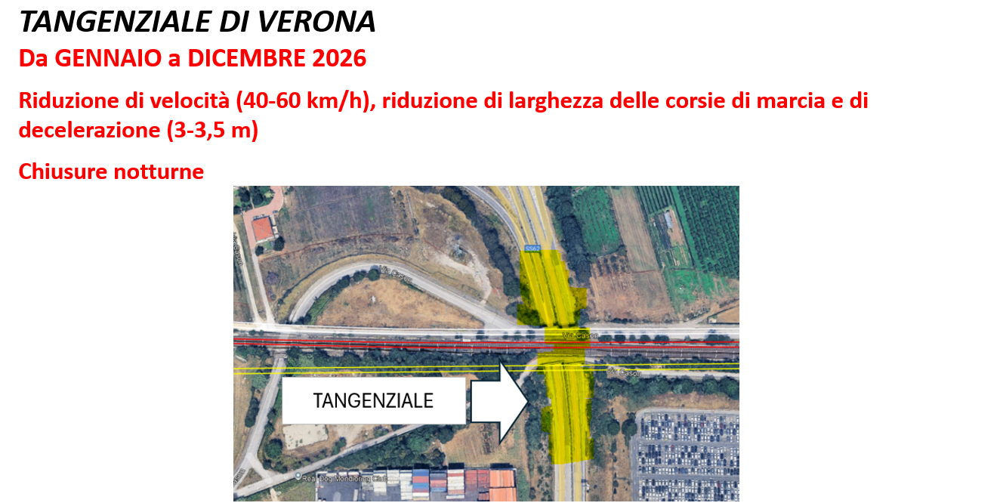 TANGENZIALE DI VERONA
Da GENNAIO a DICEMBRE 2026
Riduzione di velocità (40-60 km/h), riduzione di larghezza delle corsie di marcia e di
decelerazione (3-3,5 m)
Chiusure notturne
SS62
Via Cason
Via Cason
Via Cason
TANGENZIALE
Real Dog Mondioring Club